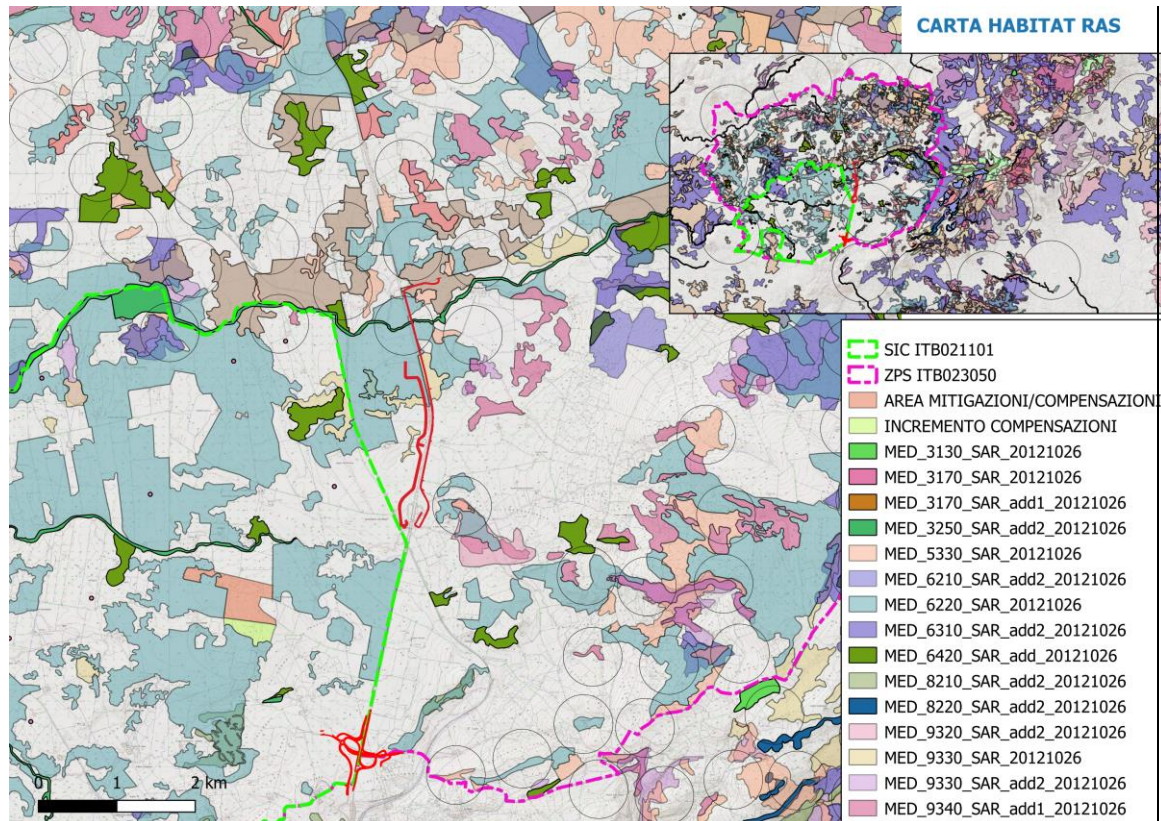 CARTA HABITAT RAS
SIC ITB021101
ZPS ITB023050
AREA MITIGAZIONI/COMPENSAZIONI
INCREMENTO COMPENSAZIONI
MED_3130_SAR_20121026
MED_3170_SAR_20121026
MED_3170_SAR_add1_20121026
MED_3250_SAR_add2_20121026
MED_5330_SAR_20121026
MED_6210_SAR_add2_20121026
MED_6220_SAR_20121026
MED_6310_SAR_add2_20121026
MED_6420_SAR_add_20121026
MED_8210_SAR_add2_20121026
MED_8220_SAR_add2_20121026
MED_9320_SAR_add2_20121026
MED_9330_SAR_20121026
MED_9330_SAR_add2_20121026
MED_9340_SAR_add1_20121026
0 1 2 km